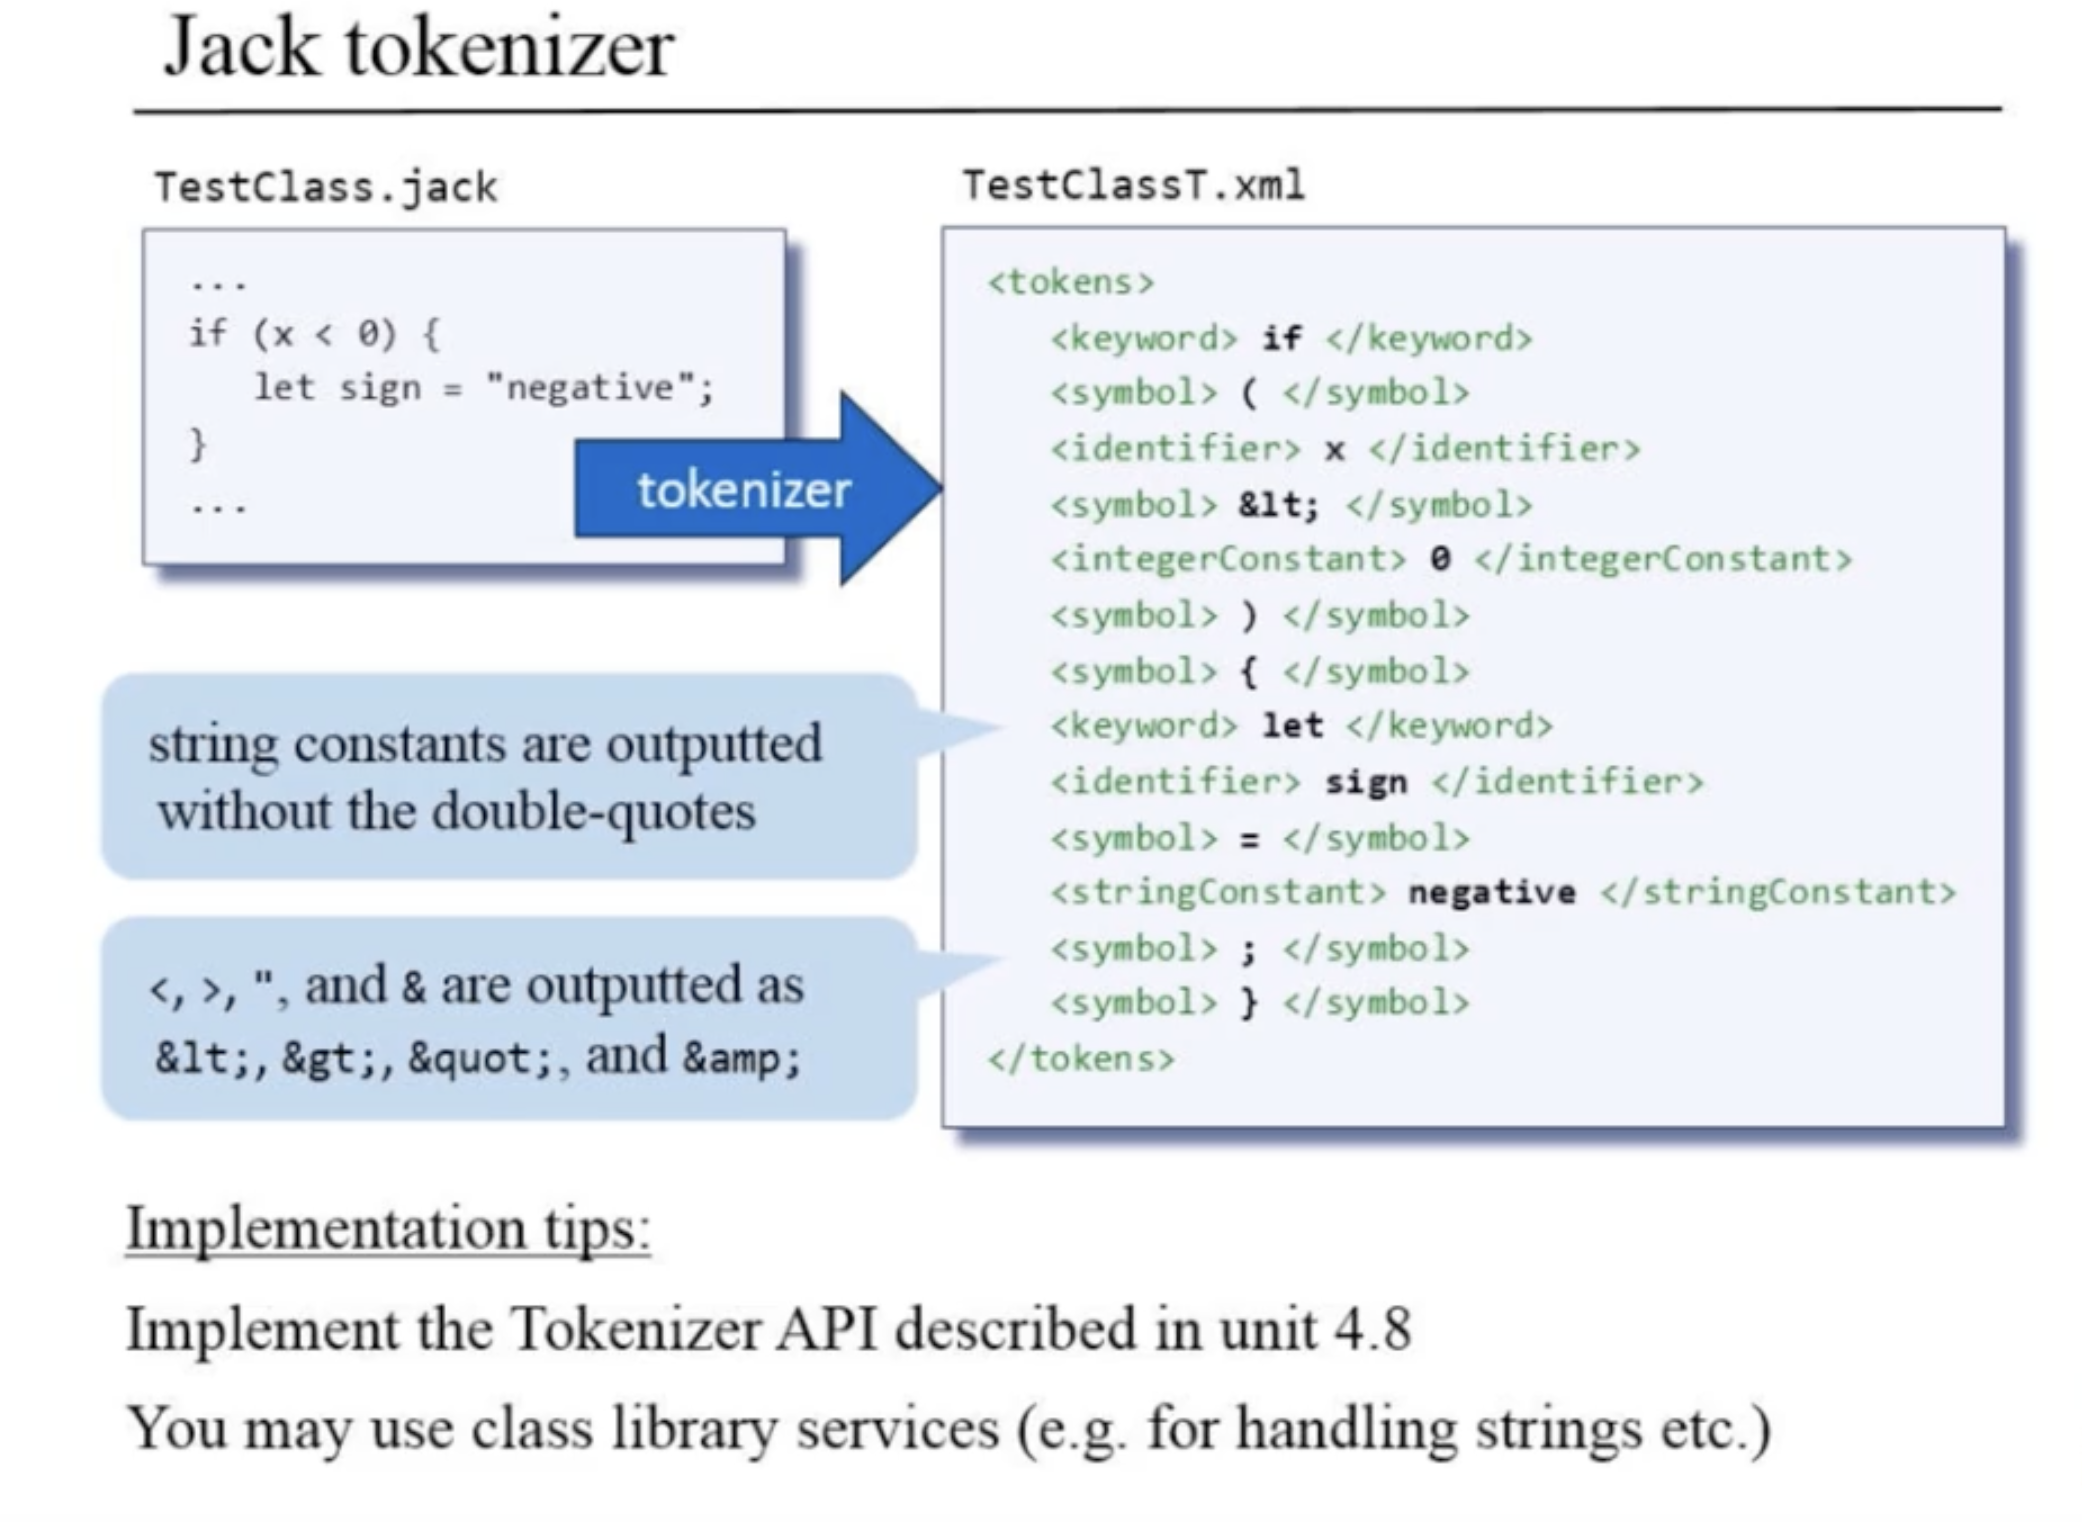 Jack tokenizer
TestClass.jack
...
if (x < 0) {
   let sign = "negative";
}
...
tokenizer
TestClassT.xml
<tokens>
   <keyword> if </keyword>
   <symbol> ( </symbol>
   <identifier> x </identifier>
   <symbol> &lt; </symbol>
   <integerConstant> 0 </integerConstant>
   <symbol> ) </symbol>
   <symbol> { </symbol>
   <keyword> let </keyword>
   <identifier> sign </identifier>
   <symbol> = </symbol>
   <stringConstant> negative </stringConstant>
   <symbol> ; </symbol>
   <symbol> } </symbol>
</tokens>
string constants are outputted
without the double-quotes
<, >, ", and & are outputted as
&lt;, &gt;, &quot;, and &amp;
Implementation tips:
Implement the Tokenizer API described in unit 4.8
You may use class library services (e.g. for handling strings etc.)